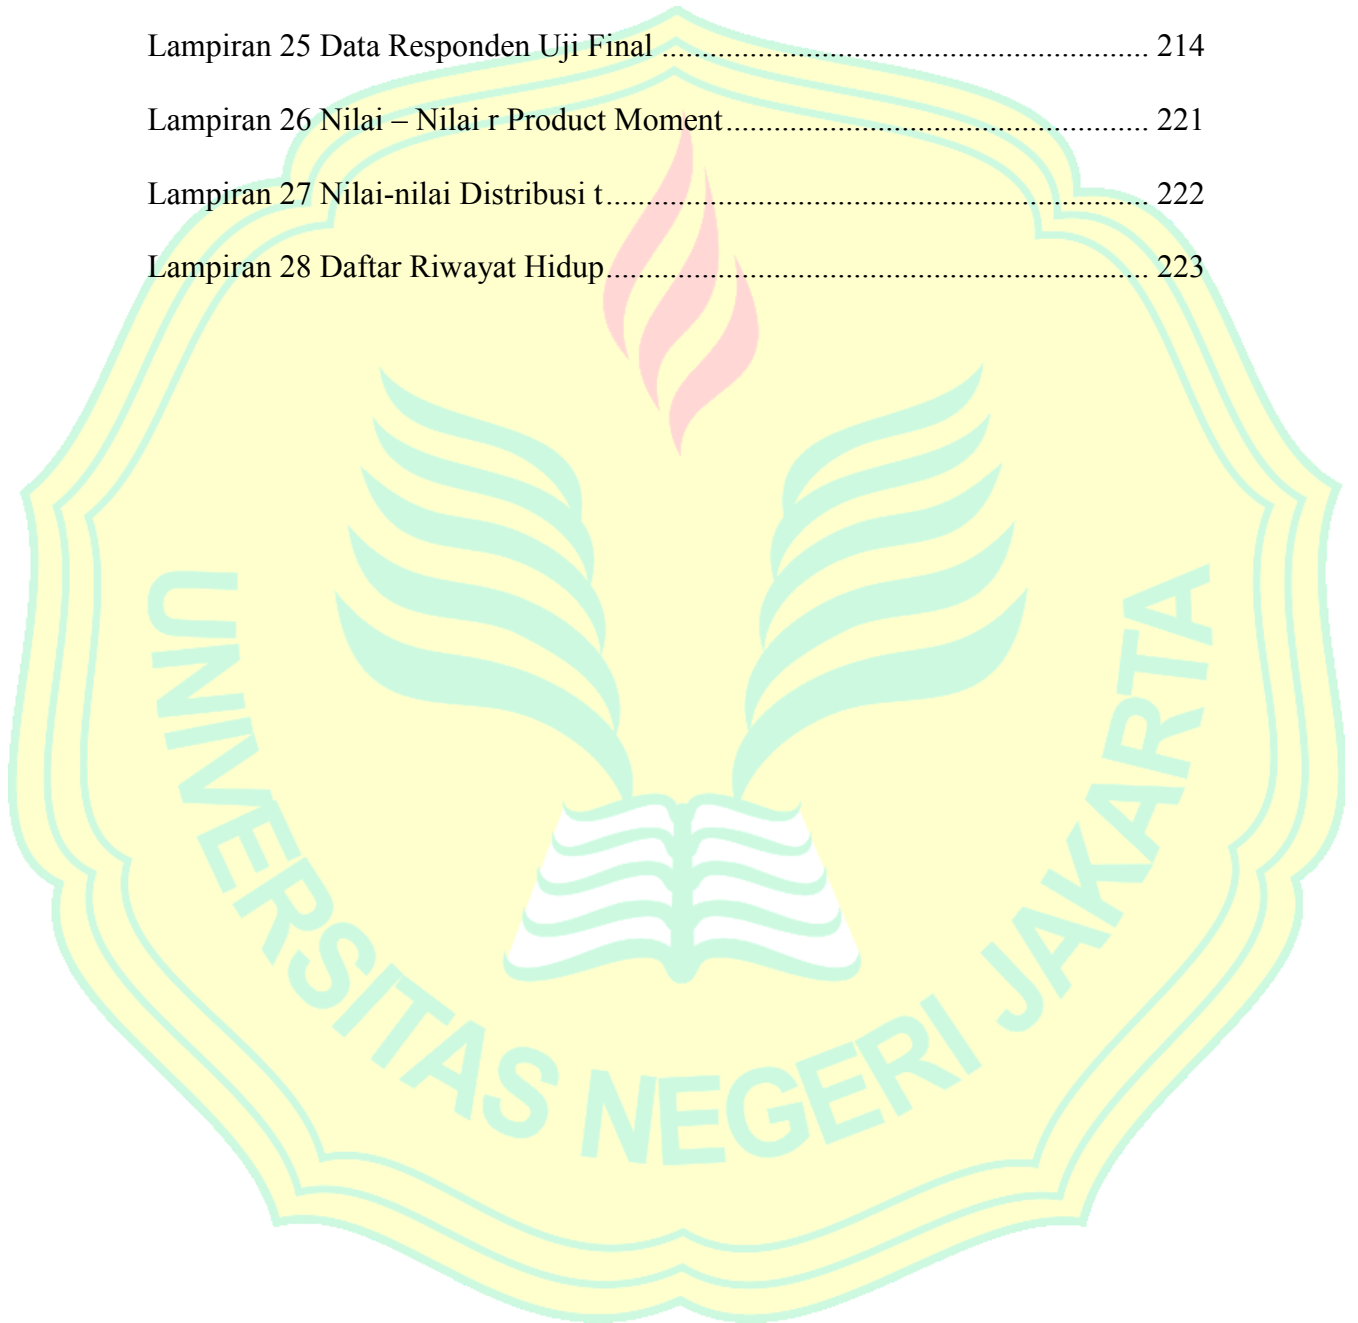 Lampiran 25 Data Responden Uji Final ............................................................. 214
Lampiran 26 Nilai – Nilai r Product Moment..................................................... 221
Lampiran 27 Nilai-nilai Distribusi t.................................................................... 222
Lampiran 28 Daftar Riwayat Hidup.................................................................... 223
UNIVERSITAS NEGERI JAKARTA